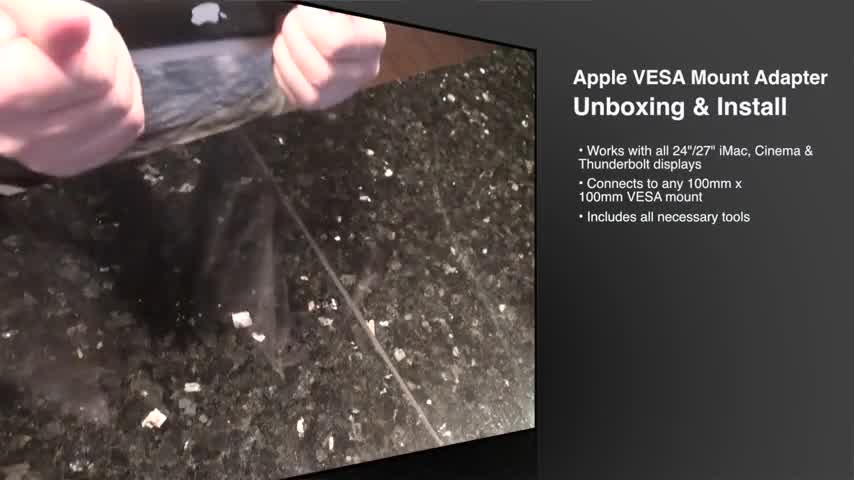 Apple VESA Mount Adapter
Unboxing & Install
• Works with all 24"/27" iMac, Cinema &
Thunderbolt displays
• Connects to any 100mm x
100mm VESA mount
• Includes all necessary tools